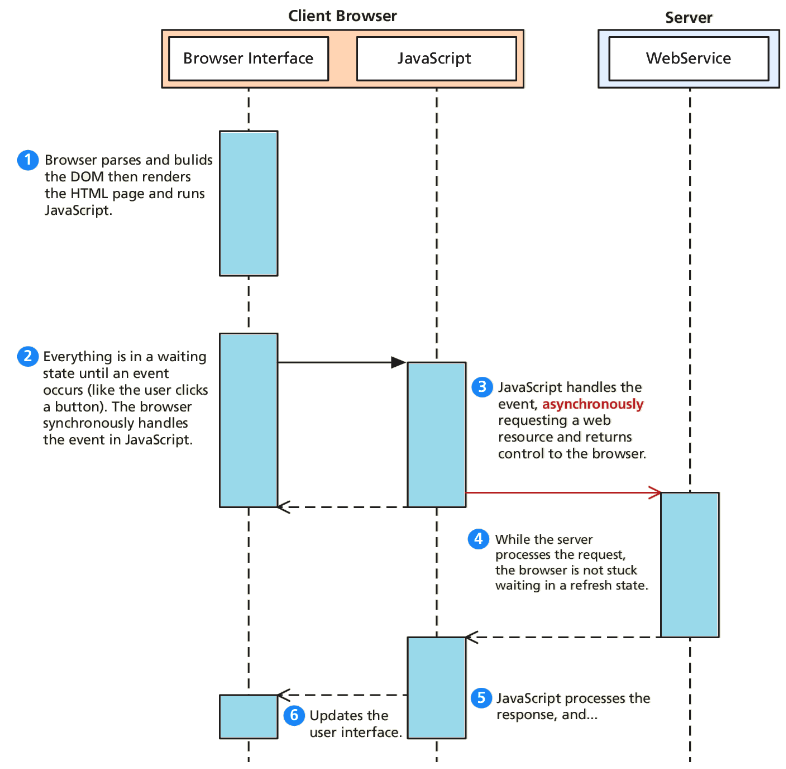 Client Browser
Server
Browser Interface
JavaScript
WebService
1
Browser parses and bulids
the DOM then renders
the HTML page and runs
JavaScript.
2
Everything is in a waiting
state until an event
occurs (like the user clicks
a button). The browser
synchronously handles
the event in JavaScript.
3
JavaScript handles the
event, asynchronously
requesting a web
resource and returns
control to the browser.
4
While the server
processes the request,
the browser is not stuck
waiting in a refresh state.
5
JavaScript processes the
response, and...
6
Updates the
user interface.